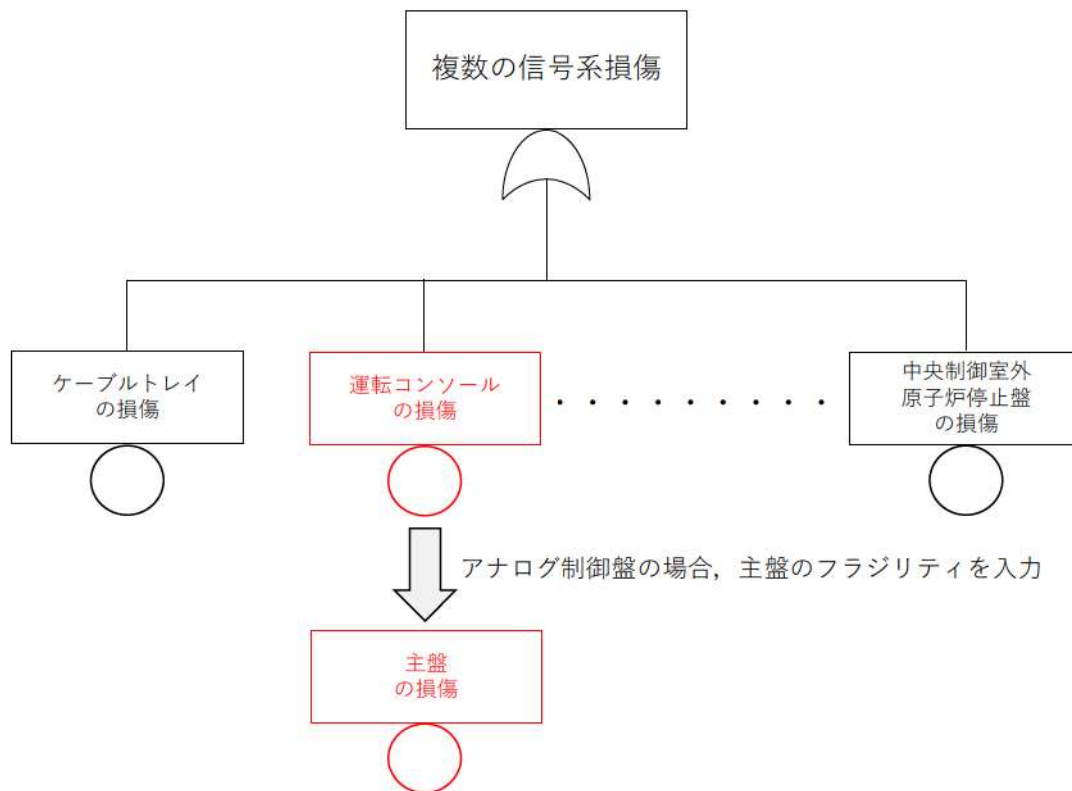 複数の信号系損傷
ケーブルトレイ
の損傷
運転コンソール
の損傷
・・・・・・・・・
中央制御室外
原子炉停止盤
の損傷
アナログ制御盤の場合，主盤のフラジリティを入力
主盤
の損傷